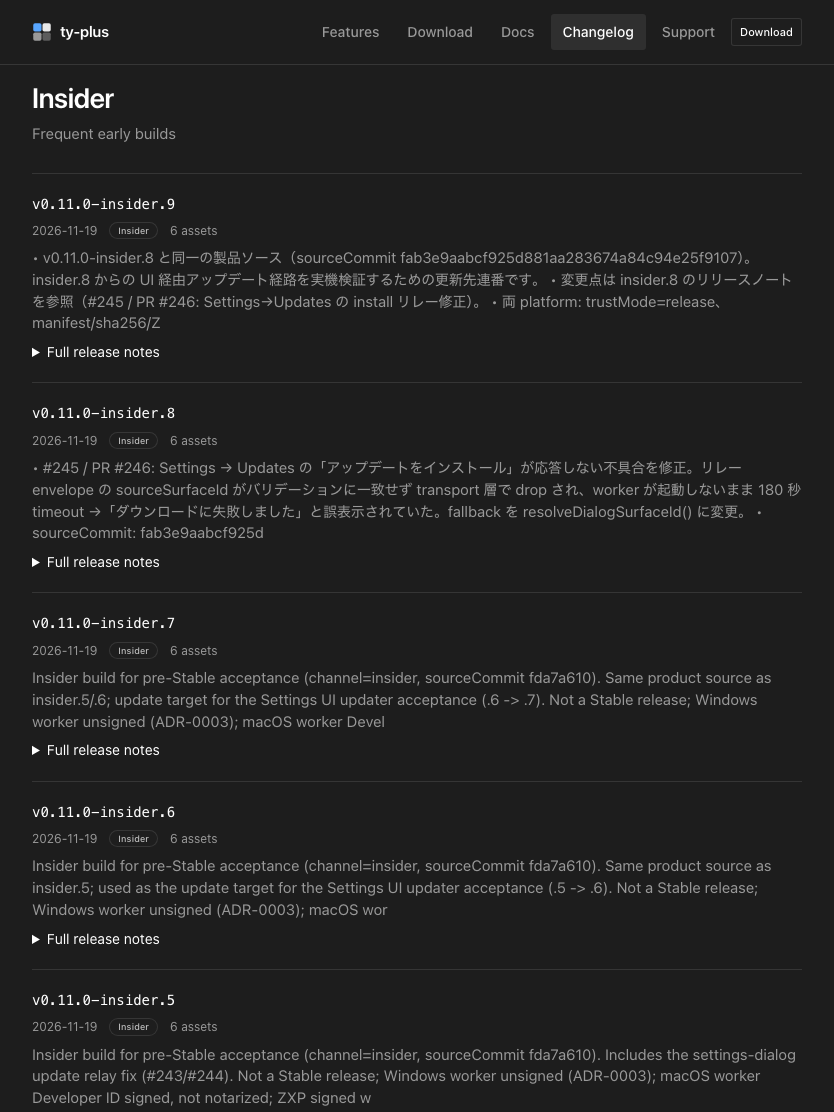 ty-plus
Features
Download
Docs
Changelog
Support
Download
Insider
Frequent early builds
v0.11.0-insider.9
2026-11-19 Insider 6 assets
• v0.11.0-insider.8 と同一の製品ソース（sourceCommit fab3e9aabcf925d881aa283674a84c94e25f9107）。
insider.8 からの UI 経由アップデート経路を実機検証するための更新先連番です。 • 変更点は insider.8 のリリースノート
を参照（#245 / PR #246: Settings→Updates の install リレー修正）。 • 両 platform: trustMode=release、
manifest/sha256/Z
▶ Full release notes
v0.11.0-insider.8
2026-11-19 Insider 6 assets
• #245 / PR #246: Settings → Updates の「アップデートをインストール」が応答しない不具合を修正。リレー
envelope の sourceSurfaceId がバリデーションに一致せず transport 層で drop され、worker が起動しないまま 180 秒
timeout →「ダウンロードに失敗しました」と誤表示されていた。fallback を resolveDialogSurfaceId() に変更。 •
sourceCommit: fab3e9aabcf925d
▶ Full release notes
v0.11.0-insider.7
2026-11-19 Insider 6 assets
Insider build for pre-Stable acceptance (channel=insider, sourceCommit fda7a610). Same product source as
insider.5/.6; update target for the Settings UI updater acceptance (.6 -> .7). Not a Stable release; Windows
worker unsigned (ADR-0003); macOS worker Devel
▶ Full release notes
v0.11.0-insider.6
2026-11-19 Insider 6 assets
Insider build for pre-Stable acceptance (channel=insider, sourceCommit fda7a610). Same product source as
insider.5; used as the update target for the Settings UI updater acceptance (.5 -> .6). Not a Stable release;
Windows worker unsigned (ADR-0003); macOS wor
▶ Full release notes
v0.11.0-insider.5
2026-11-19 Insider 6 assets
Insider build for pre-Stable acceptance (channel=insider, sourceCommit fda7a610). Includes the settings-dialog
update relay fix (#243/#244). Not a Stable release; Windows worker unsigned (ADR-0003); macOS worker
Developer ID signed, not notarized; ZXP signed w